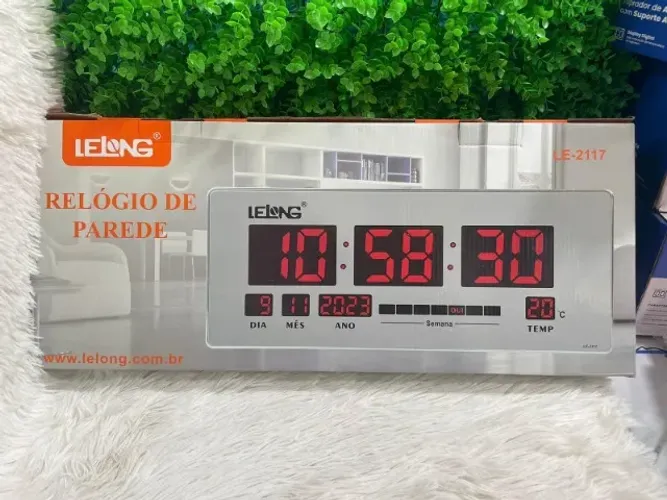 LELONG®
LE-2117
RELÓGIO DE
PAREDE
LELONG®
10:58:30
9 11 2023 QUI 20°C
DIA MÊS ANO Semana TEMP
www.lelong.com.br